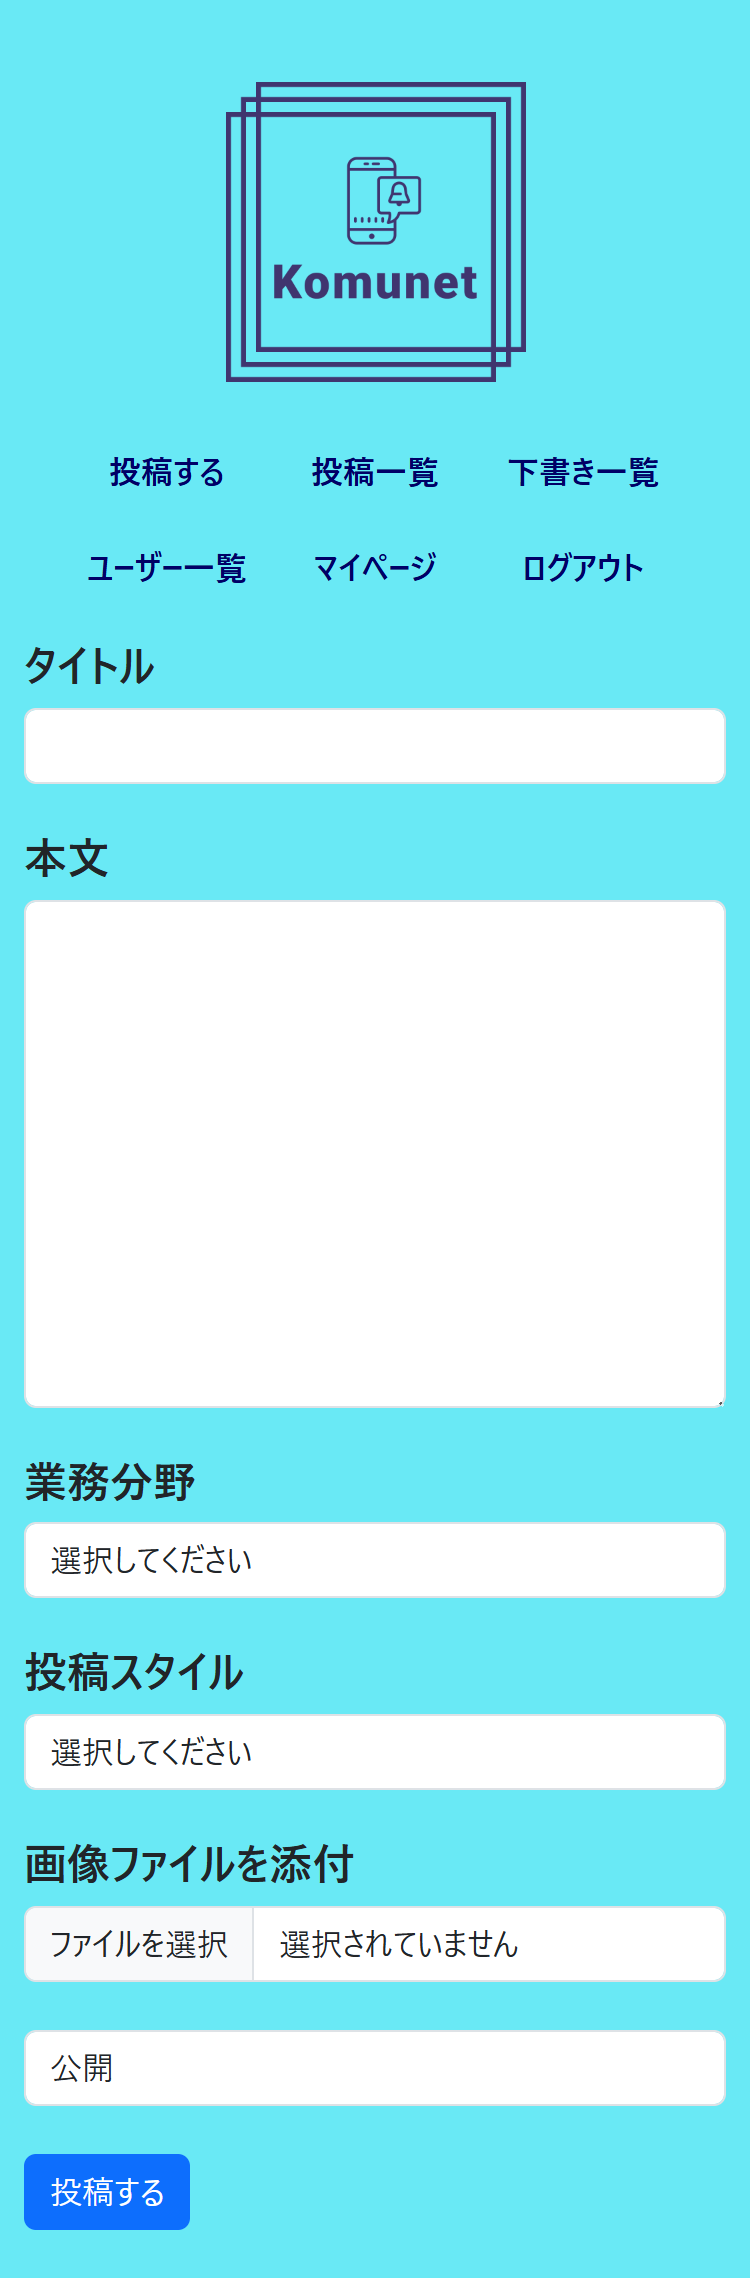 Komunet
投稿する 投稿一覧 下書き一覧
ユーザー一覧 マイページ ログアウト
タイトル
本文
業務分野
選択してください
投稿スタイル
選択してください
画像ファイルを添付
ファイルを選択 選択されていません
公開
投稿する